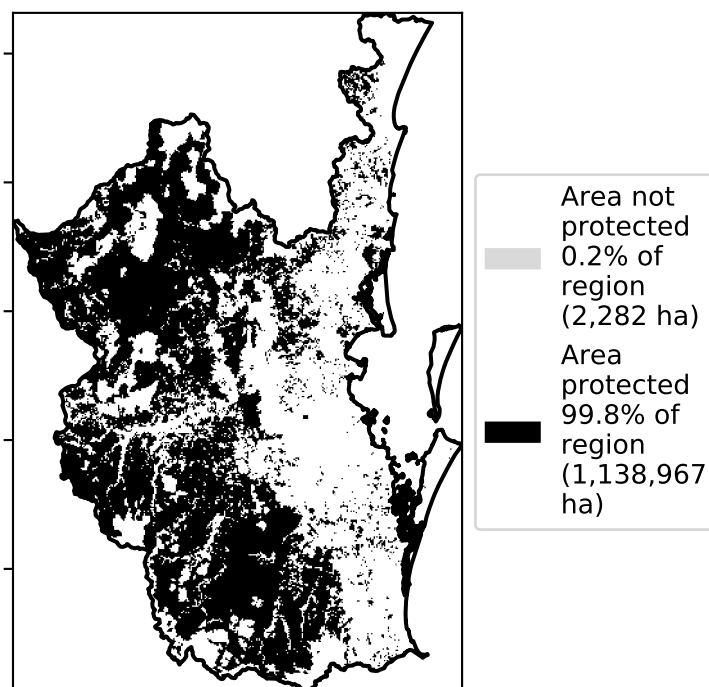 Area not
protected
0.2% of
region
(2,282 ha)
Area
protected
99.8% of
region
(1,138,967
ha)